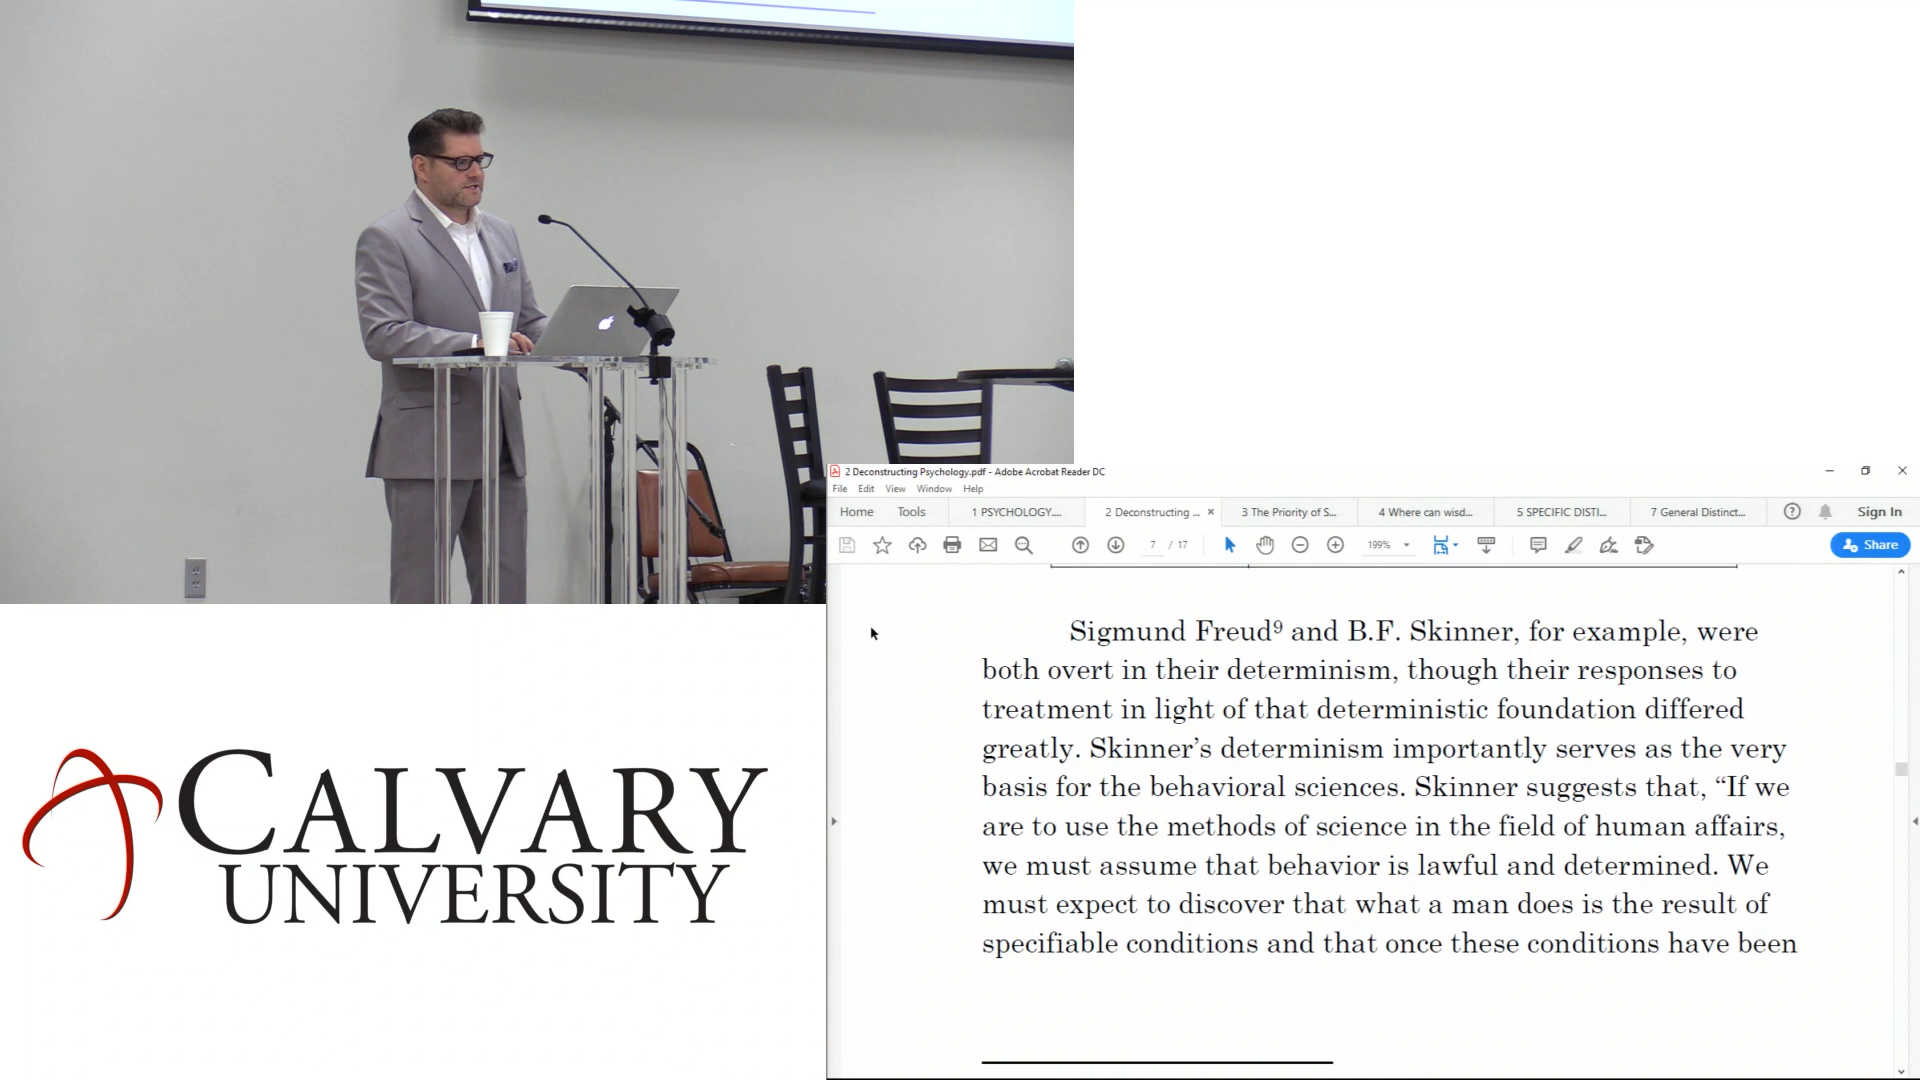 2 Deconstructing Psychology.pdf - Adobe Acrobat Reader DC
File Edit View Window Help
Home Tools 1 PSYCHOLOGY.... 2 Deconstructing ... × 3 The Priority of S... 4 Where can wisd... 5 SPECIFIC DISTI... 7 General Distinct... Sign In
7 / 17 199% Share
Sigmund Freud⁹ and B.F. Skinner, for example, were
both overt in their determinism, though their responses to
treatment in light of that deterministic foundation differed
greatly. Skinner’s determinism importantly serves as the very
basis for the behavioral sciences. Skinner suggests that, “If we
are to use the methods of science in the field of human affairs,
we must assume that behavior is lawful and determined. We
must expect to discover that what a man does is the result of
specifiable conditions and that once these conditions have been
CALVARY
UNIVERSITY